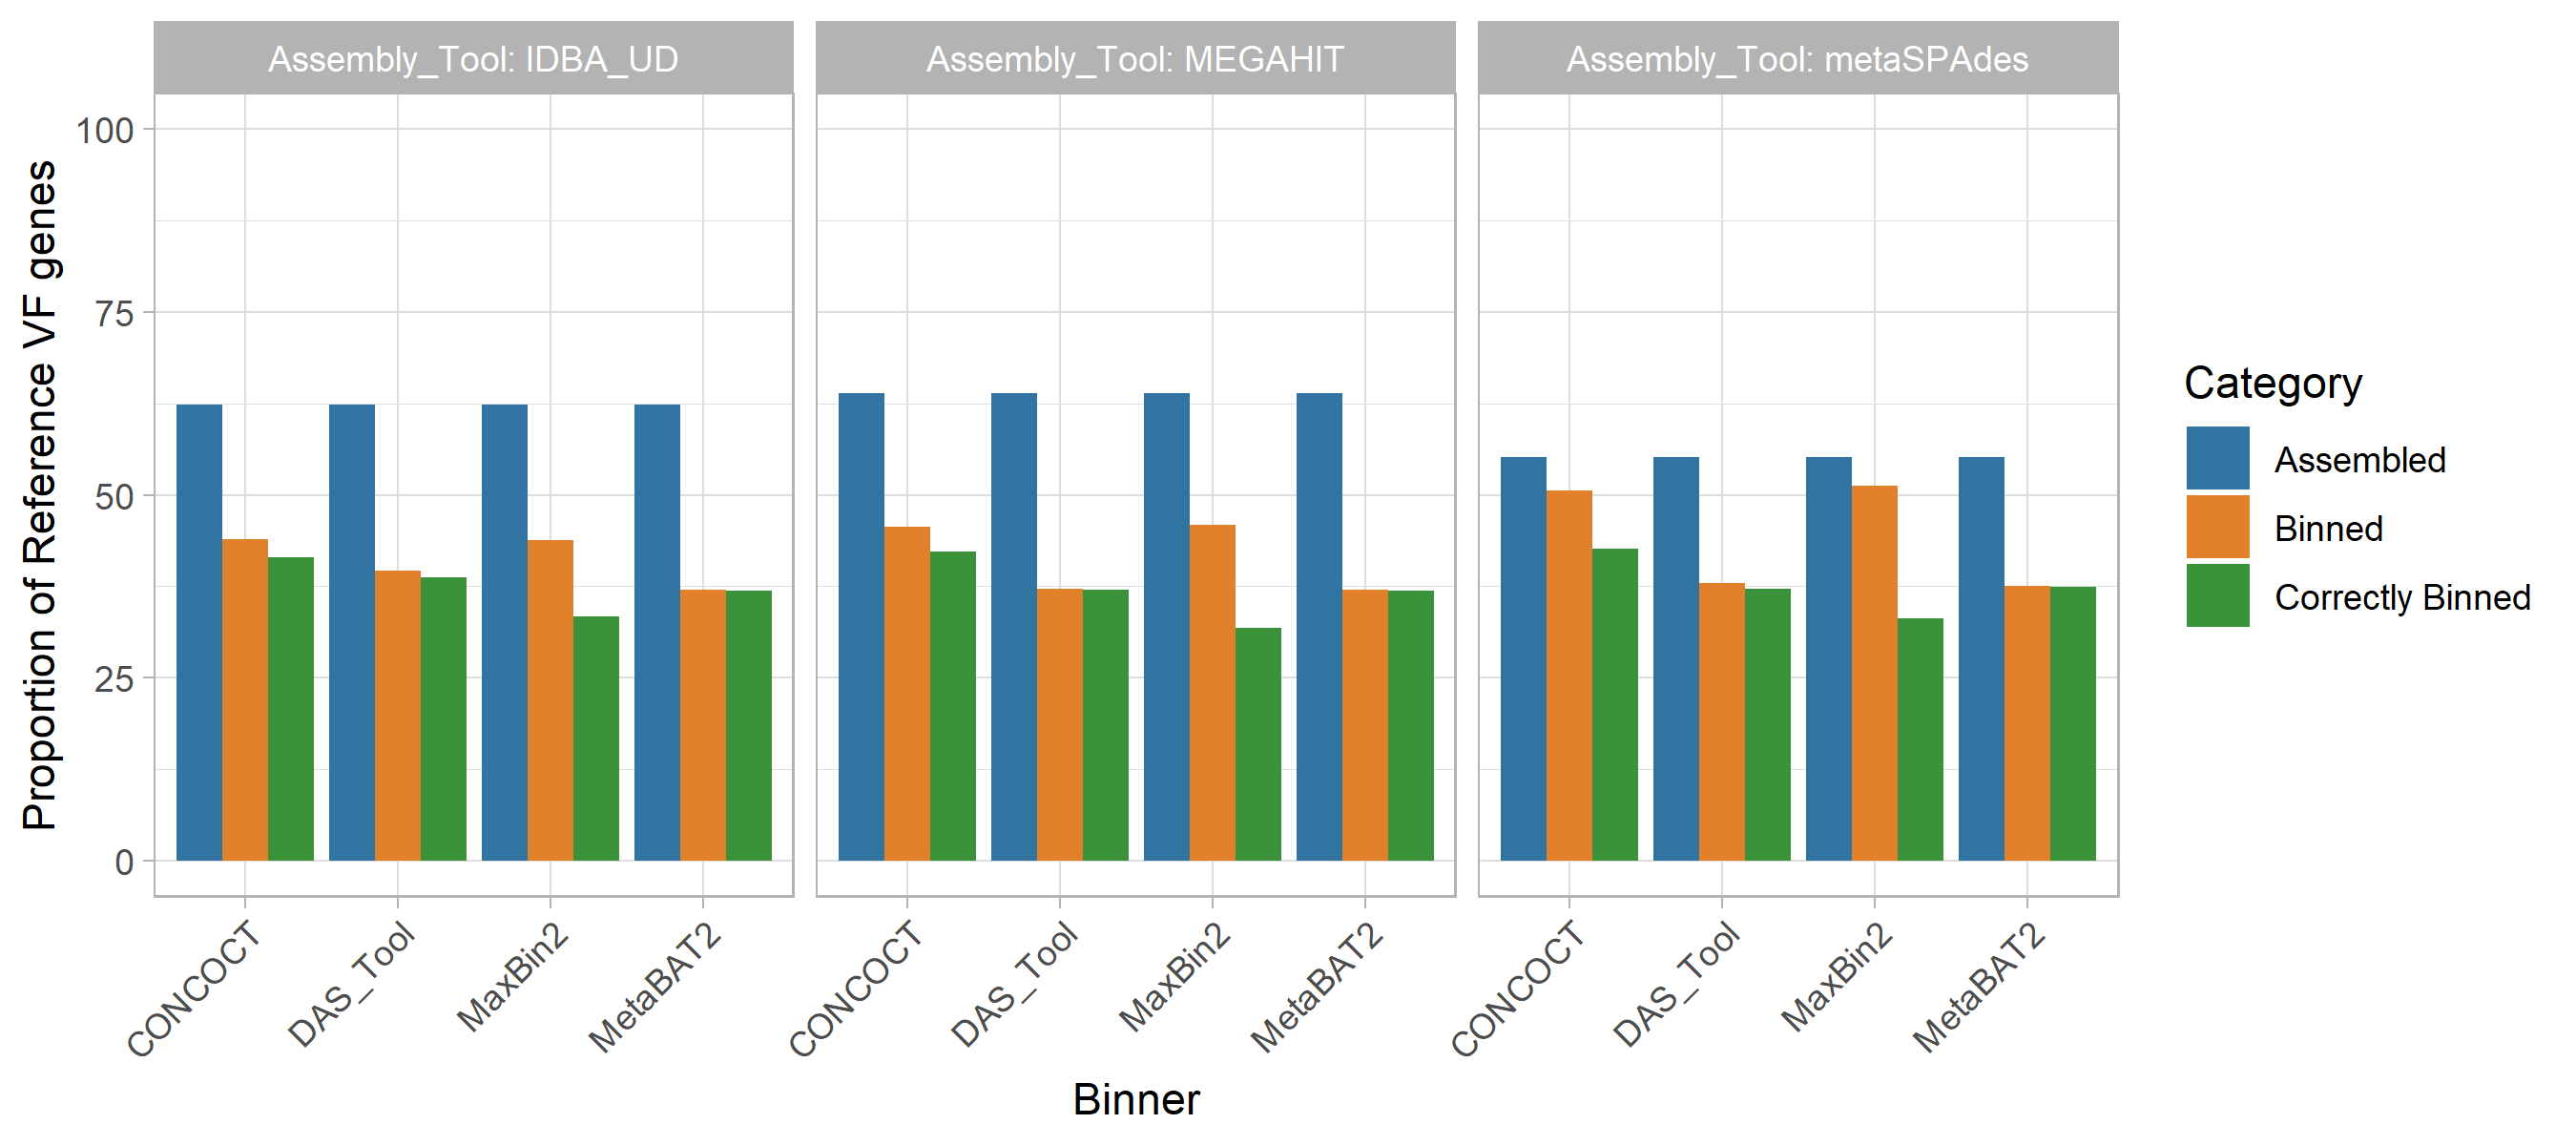 Assembly_Tool: IDBA_UD
Assembly_Tool: MEGAHIT
Assembly_Tool: metaSPAdes
Proportion of Reference VF genes
100
75
50
25
0
CONCOCT
DAS_Tool
MaxBin2
MetaBAT2
CONCOCT
DAS_Tool
MaxBin2
MetaBAT2
CONCOCT
DAS_Tool
MaxBin2
MetaBAT2
Binner
Category
Assembled
Binned
Correctly Binned